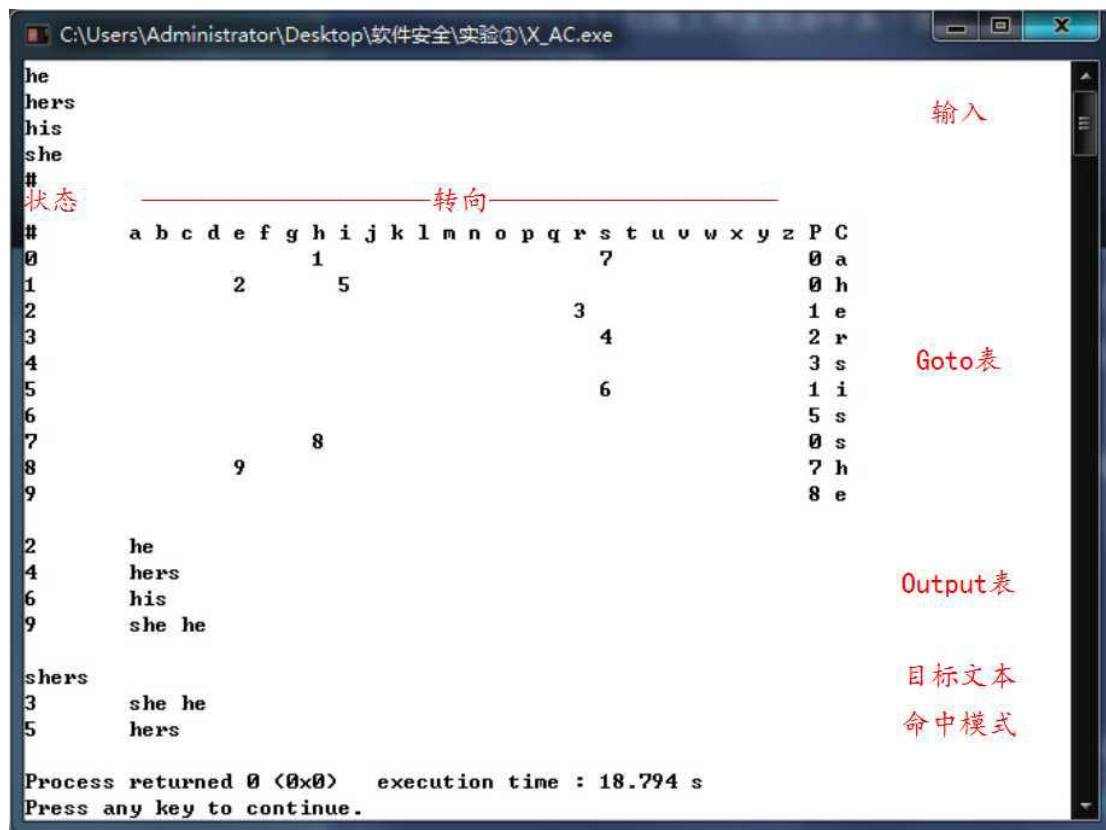 C:\Users\Administrator\Desktop\软件安全\实验①\X_AC.exe
he
hers
his
she
#
输入
状态 转向
# a b c d e f g h i j k l m n o p q r s t u v w x y z P C
0 1 7 0 a
1 2 5 0 h
2 3 1 e
3 4 2 r
4 3 s
5 6 1 i
6 5 s
7 8 0 s
8 9 7 h
9 8 e
Goto表
2 he
4 hers
6 his
9 she he
Output表
shers 目标文本
3 she he
5 hers
命中模式
Process returned 0 (0x0) execution time : 18.794 s
Press any key to continue.